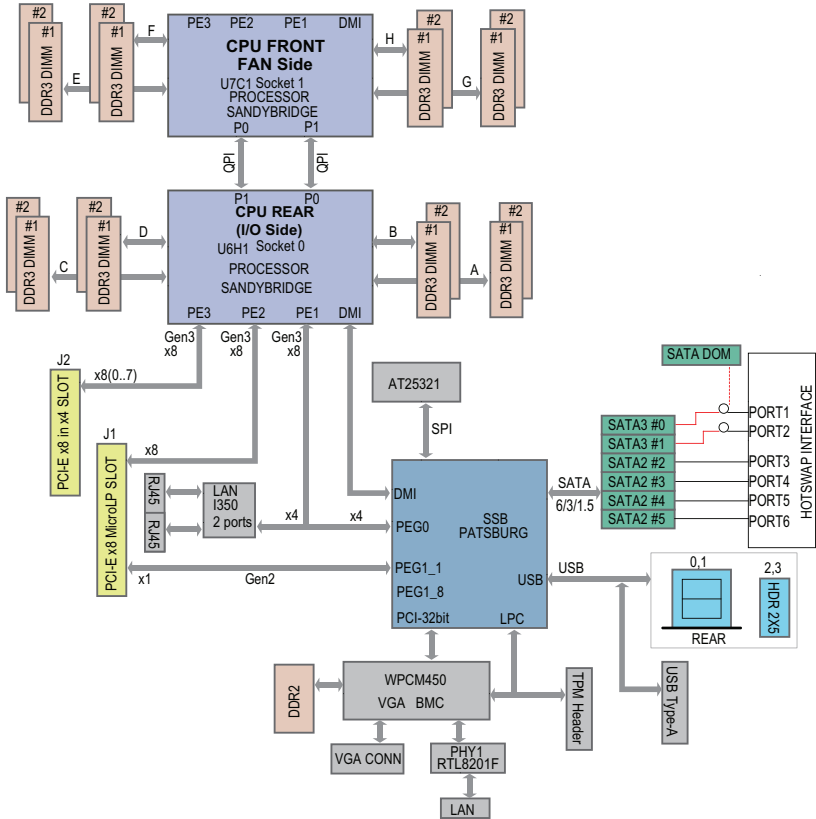 #2
#1
DDR3 DIMM
#2
#1
DDR3 DIMM
E
F
PE3 PE2 PE1 DMI
CPU FRONT
FAN Side
U7C1 Socket 1
PROCESSOR
SANDYBRIDGE
P0 P1
H
G
#2
#1
DDR3 DIMM
#2
#1
DDR3 DIMM
QPI
QPI
#2
#1
DDR3 DIMM
#2
#1
DDR3 DIMM
C
D
P1 P0
CPU REAR
(I/O Side)
U6H1 Socket 0
PROCESSOR
SANDYBRIDGE
PE3 PE2 PE1 DMI
B
A
#2
#1
DDR3 DIMM
#2
#1
DDR3 DIMM
Gen3
x8
Gen3
x8
Gen3
x8
J2
x8(0..7)
PCI-E x8 in x4 SLOT
J1
x8
PCI-E x8 MicroLP SLOT
RJ45
RJ45
LAN
I350
2 ports
x4
x4
x1
Gen2
AT25321
SPI
DMI
PEG0
PEG1_1
PEG1_8
PCI-32bit
SSB
PATSBURG
USB
LPC
SATA
6/3/1.5
SATA DOM
SATA3 #0
SATA3 #1
SATA2 #2
SATA2 #3
SATA2 #4
SATA2 #5
PORT1
PORT2
PORT3
PORT4
PORT5
PORT6
HOTSWAP INTERFACE
USB
0,1
2,3
HDR 2X5
REAR
USB Type-A
TPM Header
DDR2
WPCM450
VGA BMC
VGA CONN
PHY1
RTL8201F
LAN